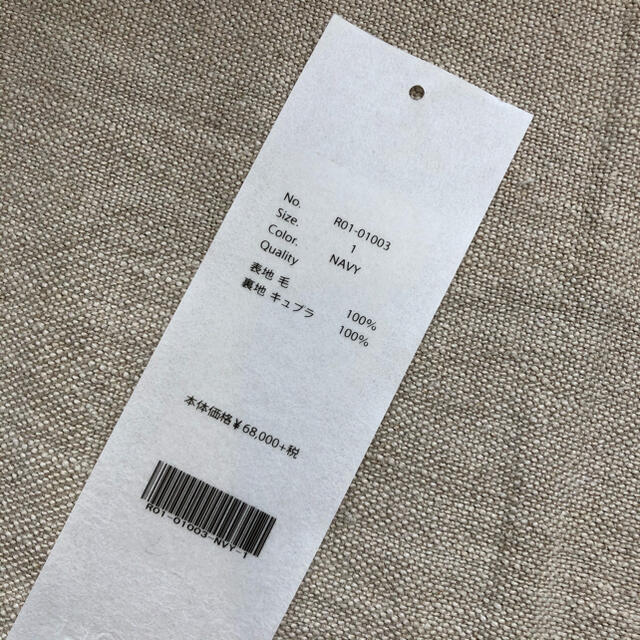 No. R01-01003
Size. 1
Color. NAVY
Quality
表地 毛 100%
裏地 キュプラ 100%
本体価格¥68,000+税
R01-01003-NVY-1